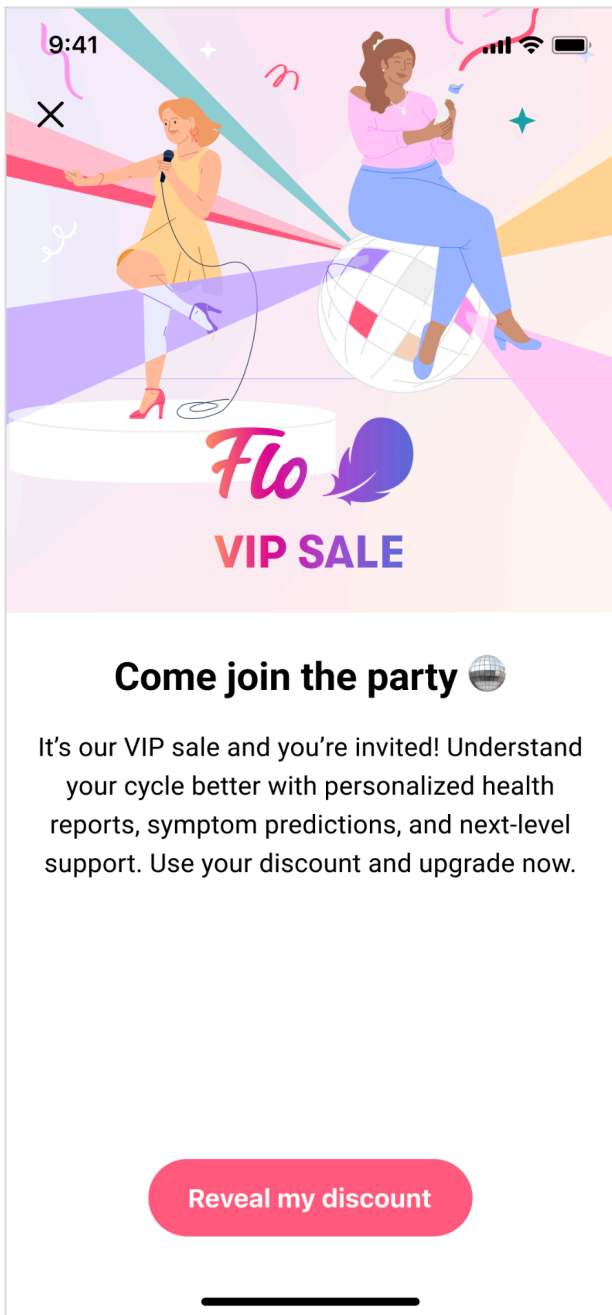 9:41
Flo
VIP SALE
Come join the party
It’s our VIP sale and you’re invited! Understand
your cycle better with personalized health
reports, symptom predictions, and next-level
support. Use your discount and upgrade now.
Reveal my discount